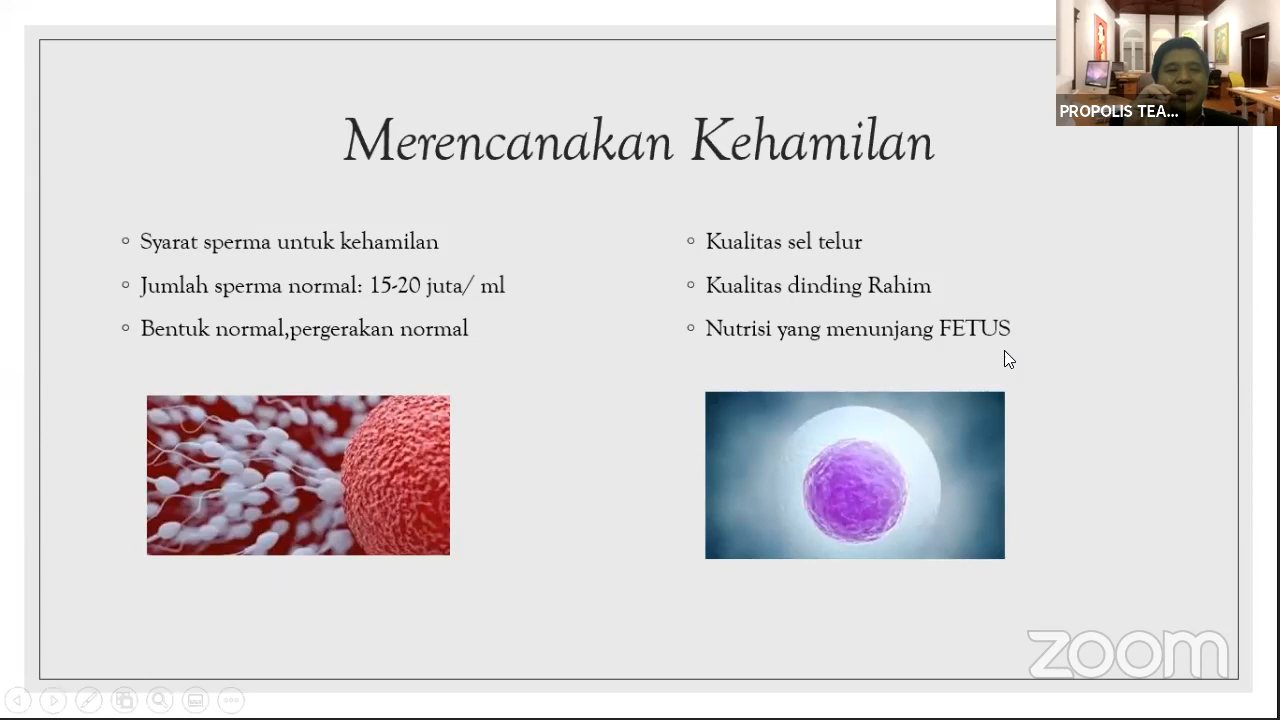 PROPOLIS TEA...
Merencanakan Kehamilan
Syarat sperma untuk kehamilan
Jumlah sperma normal: 15-20 juta/ ml
Bentuk normal,pergerakan normal
Kualitas sel telur
Kualitas dinding Rahim
Nutrisi yang menunjang FETUS
zoom